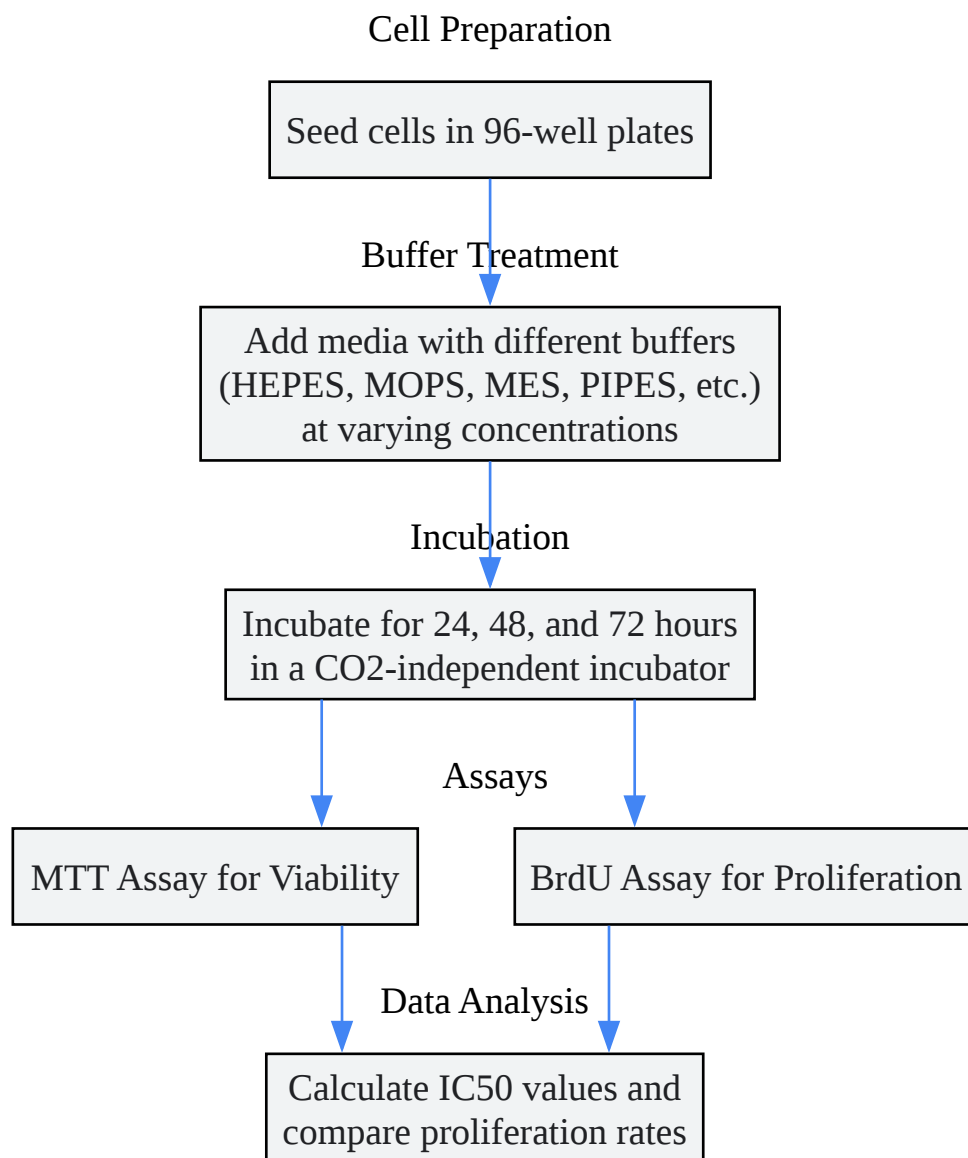 Cell Preparation
Seed cells in 96-well plates
Buffer Treatment
Add media with different buffers
(HEPES, MOPS, MES, PIPES, etc.)
at varying concentrations
Incubation
Incubate for 24, 48, and 72 hours
in a CO2-independent incubator
Assays
MTT Assay for Viability
BrdU Assay for Proliferation
Data Analysis
Calculate IC50 values and
compare proliferation rates